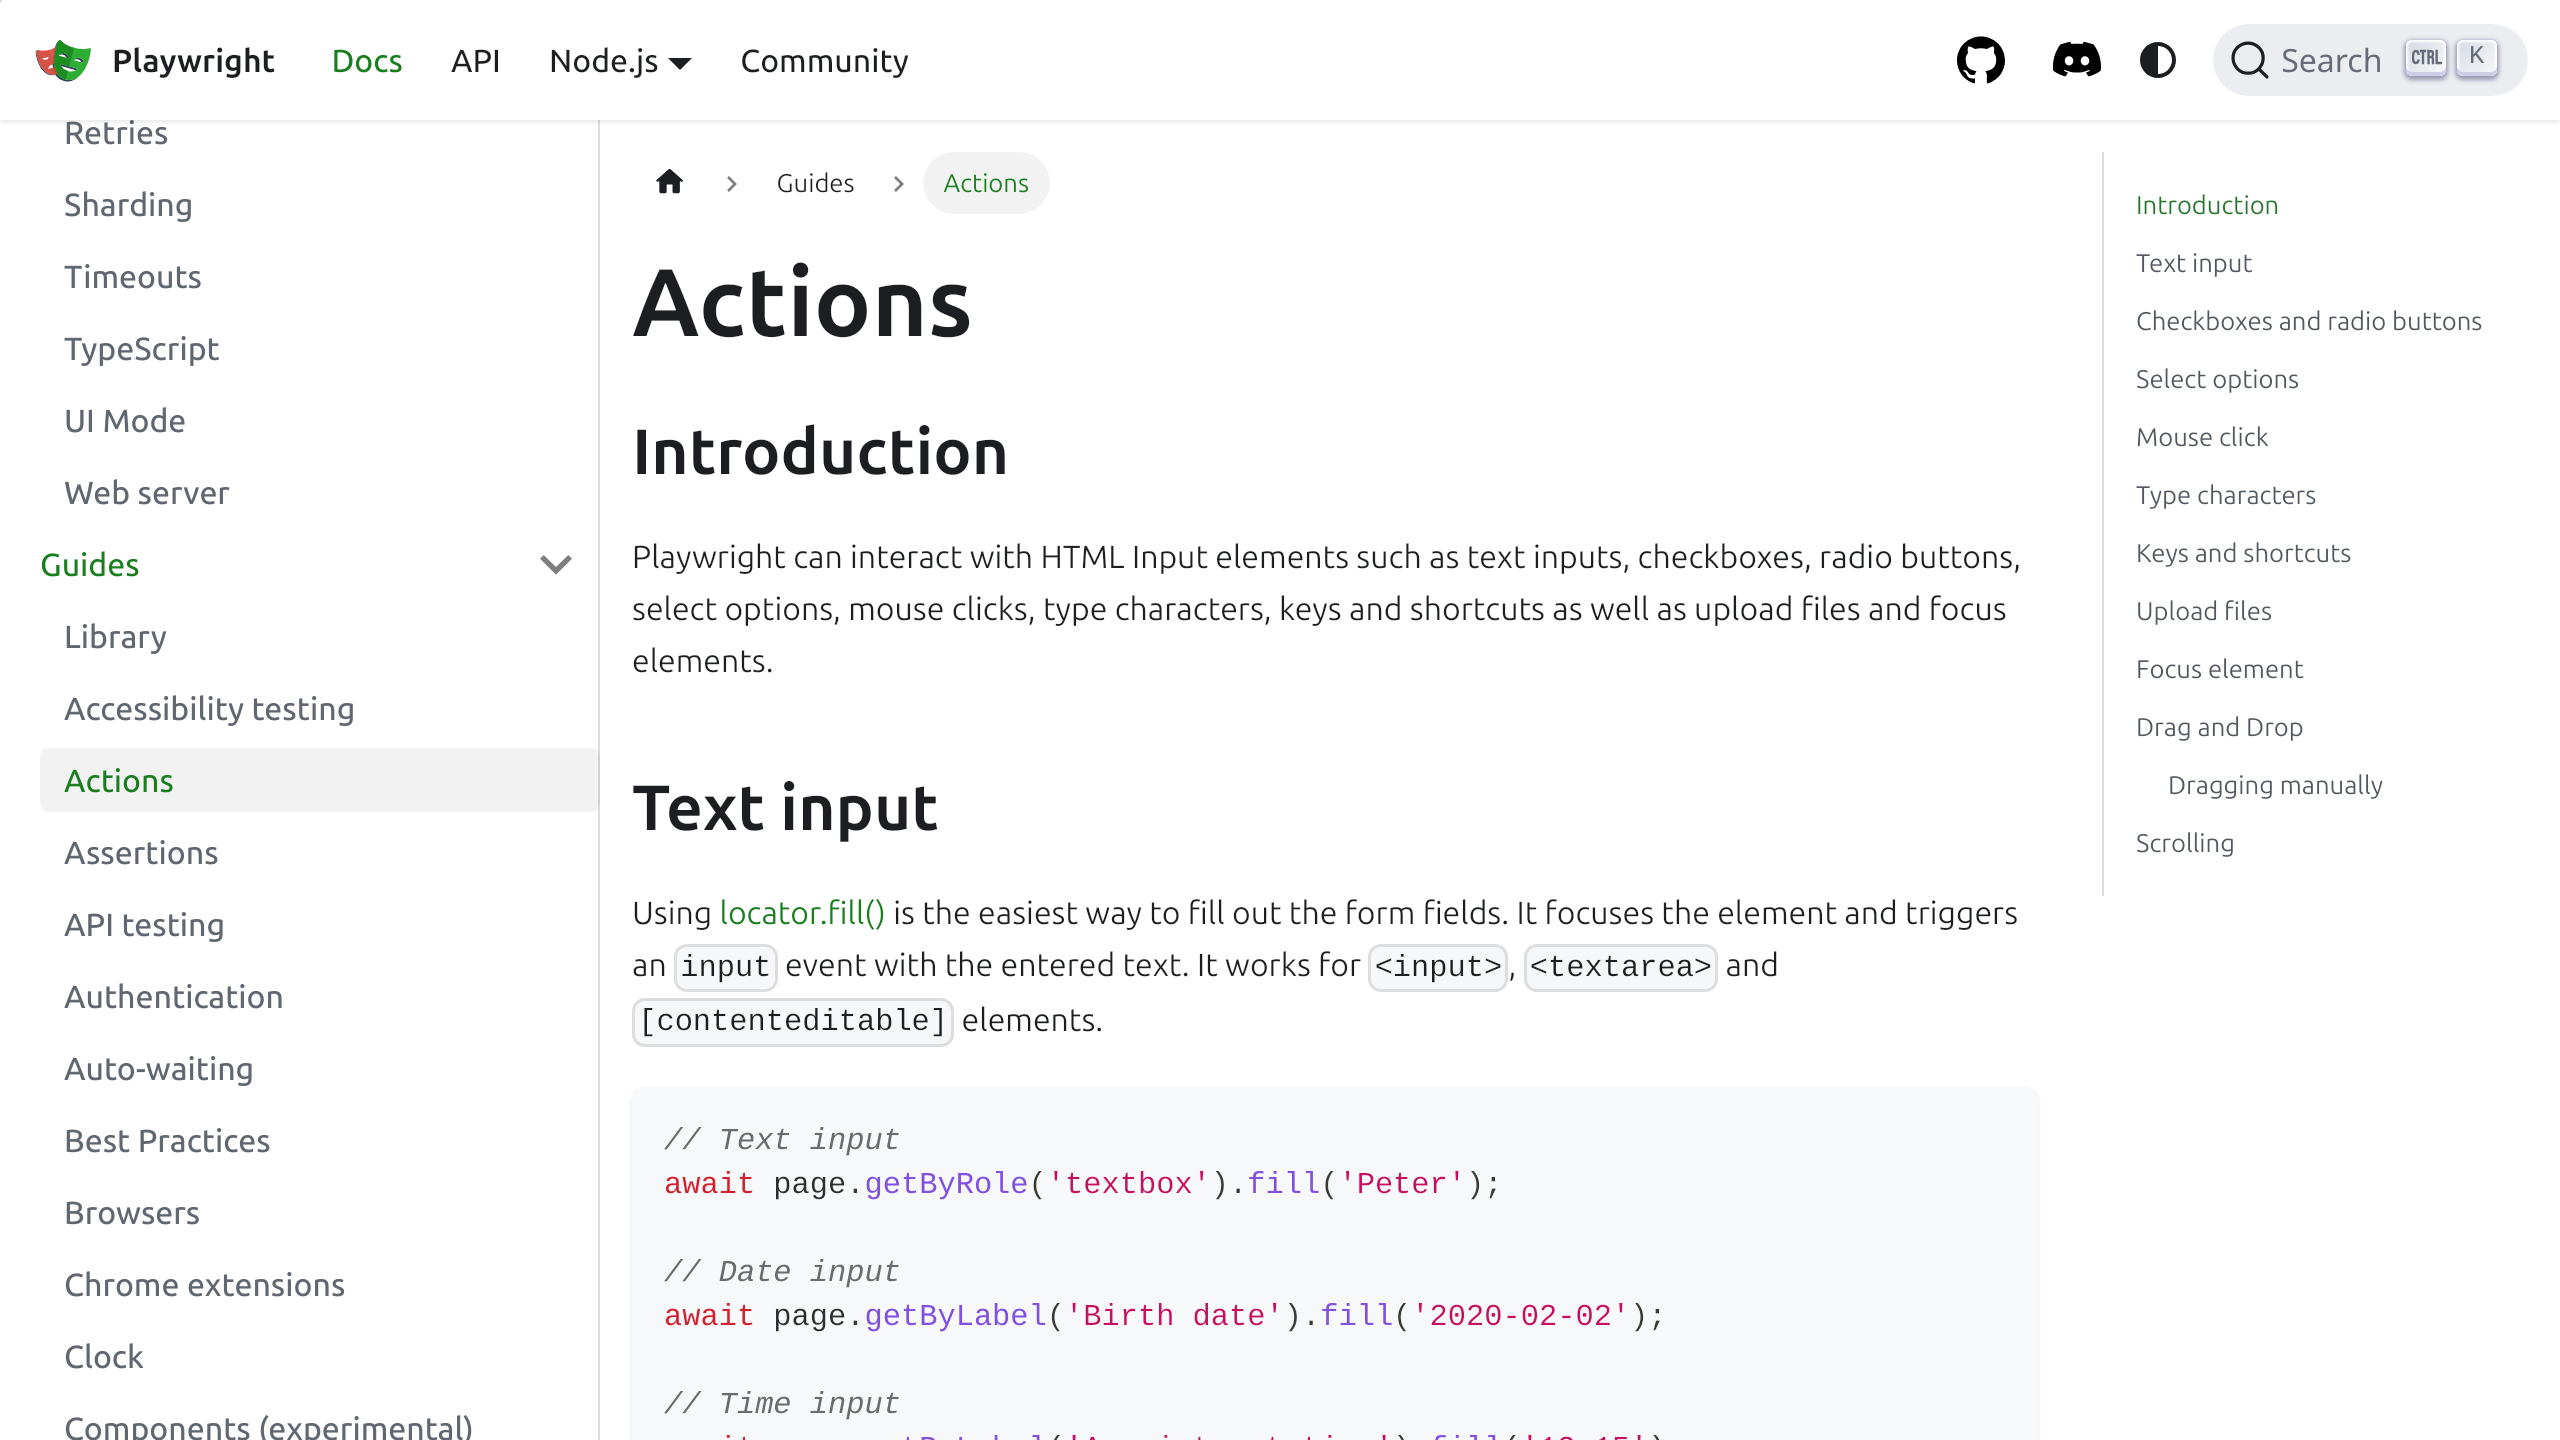 Playwright Docs API Node.js Community Search CTRL K
Retries
Sharding
Timeouts
TypeScript
UI Mode
Web server
Guides
Library
Accessibility testing
Actions
Assertions
API testing
Authentication
Auto-waiting
Best Practices
Browsers
Chrome extensions
Clock
Components (experimental)
Guides Actions
Actions
Introduction
Playwright can interact with HTML Input elements such as text inputs, checkboxes, radio buttons,
select options, mouse clicks, type characters, keys and shortcuts as well as upload files and focus
elements.
Text input
Using locator.fill() is the easiest way to fill out the form fields. It focuses the element and triggers
an input event with the entered text. It works for <input>, <textarea> and
[contenteditable] elements.
// Text input
await page.getByRole('textbox').fill('Peter');
// Date input
await page.getByLabel('Birth date').fill('2020-02-02');
// Time input
Introduction
Text input
Checkboxes and radio buttons
Select options
Mouse click
Type characters
Keys and shortcuts
Upload files
Focus element
Drag and Drop
Dragging manually
Scrolling